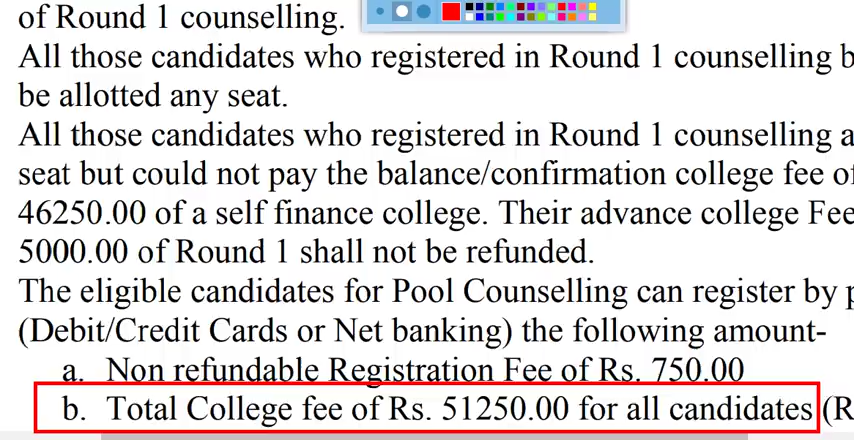 of Round 1 counselling.
All those candidates who registered in Round 1 counselling b
be allotted any seat.
All those candidates who registered in Round 1 counselling a
seat but could not pay the balance/confirmation college fee of
46250.00 of a self finance college. Their advance college Fee
5000.00 of Round 1 shall not be refunded.
The eligible candidates for Pool Counselling can register by p
(Debit/Credit Cards or Net banking) the following amount-
a. Non refundable Registration Fee of Rs. 750.00
b. Total College fee of Rs. 51250.00 for all candidates (R